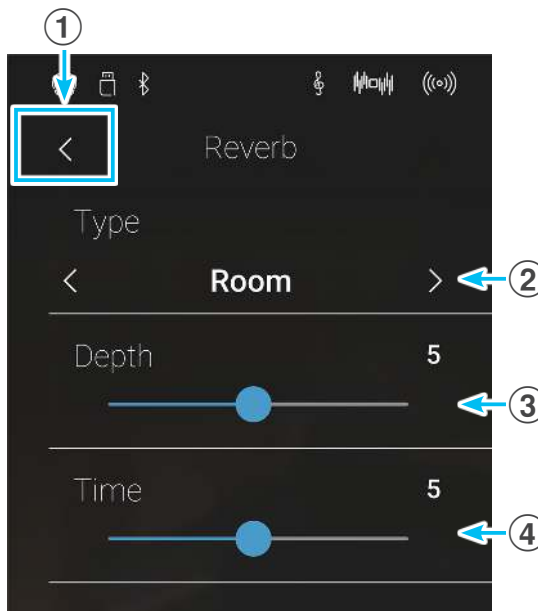 ①
Reverb
Type
Room
②
Depth 5
③
Time 5
④